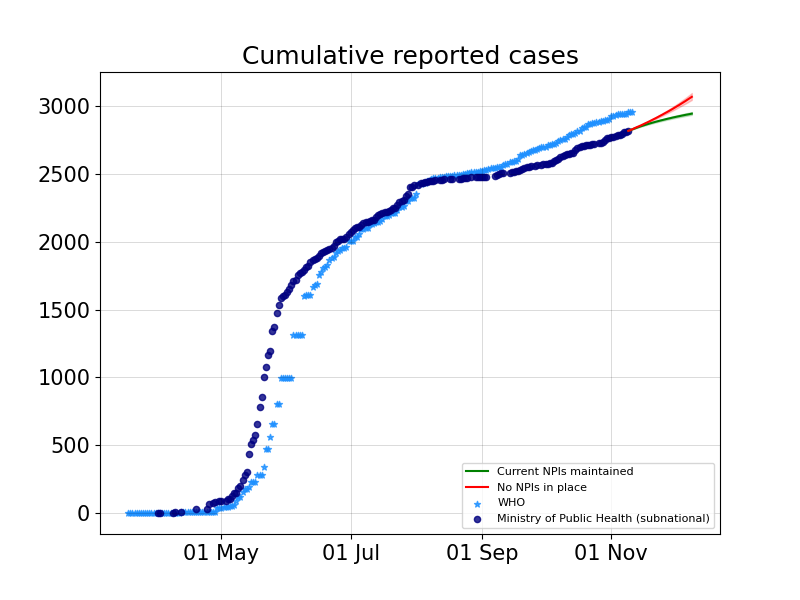 Cumulative reported cases
3000
2500
2000
1500
1000
500
0
01 May
01 Jul
01 Sep
01 Nov
Current NPIs maintained
No NPIs in place
WHO
Ministry of Public Health (subnational)